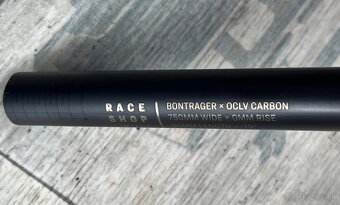 RACE
SHOP
BONTRAGER × OCLV CARBON
750MM WIDE × 0MM RISE